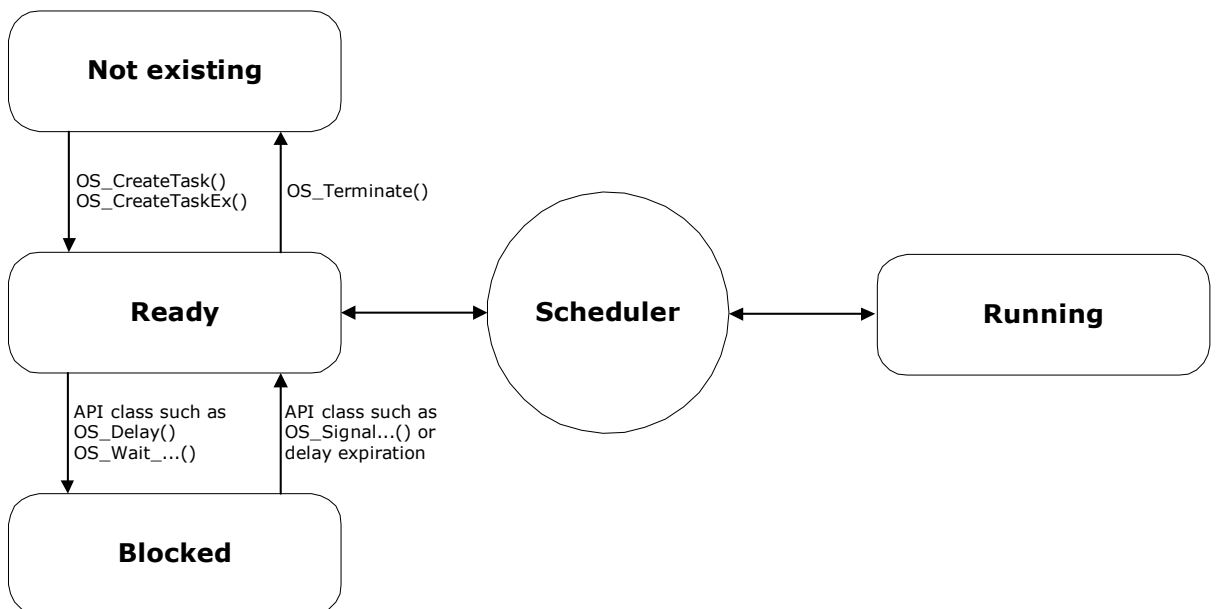 Not existing
OS_CreateTask()
OS_CreateTaskEx()
OS_Terminate()
Ready
Scheduler
Running
API class such as
OS_Delay()
OS_Wait_...()
API class such as
OS_Signal...() or
delay expiration
Blocked